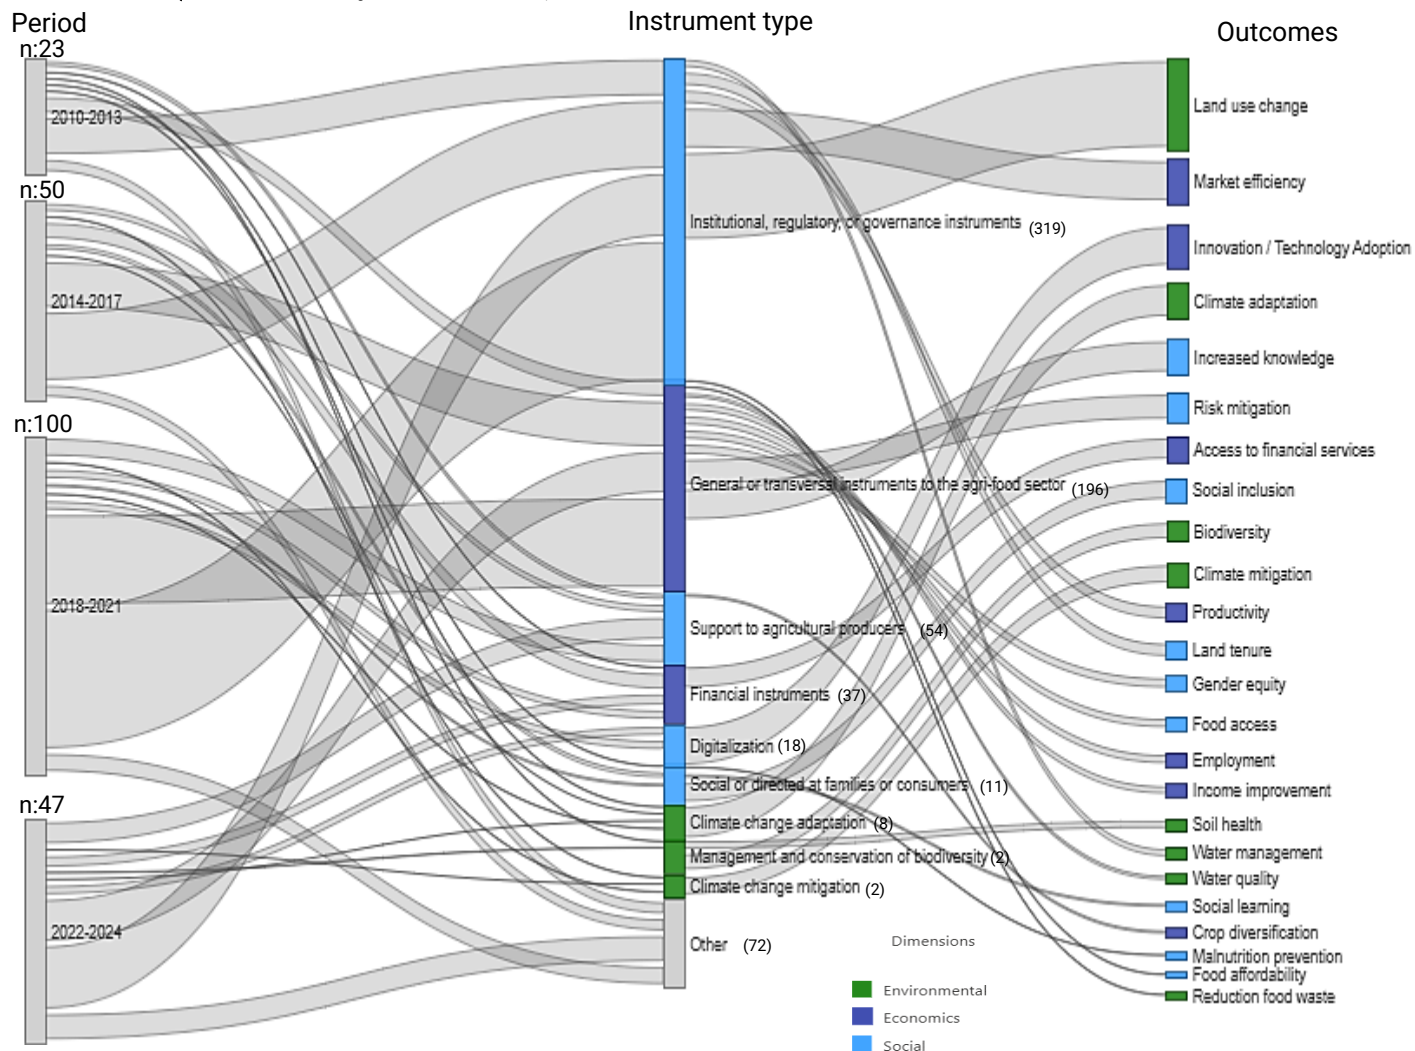 Period
Instrument type
Outcomes
n:23
2010-2013
n:50
2014-2017
n:100
2018-2021
n:47
2022-2024
Institutional, regulatory, or governance instruments (319)
General or transversal instruments to the agri-food sector (196)
Support to agricultural producers (54)
Financial instruments (37)
Digitalization (18)
Social or directed at families or consumers (11)
Climate change adaptation (8)
Management and conservation of biodiversity (2)
Climate change mitigation (2)
Other (72)
Land use change
Market efficiency
Innovation / Technology Adoption
Climate adaptation
Increased knowledge
Risk mitigation
Access to financial services
Social inclusion
Biodiversity
Climate mitigation
Productivity
Land tenure
Gender equity
Food access
Employment
Income improvement
Soil health
Water management
Water quality
Social learning
Crop diversification
Malnutrition prevention
Food affordability
Reduction food waste
Dimensions
Environmental
Economics
Social